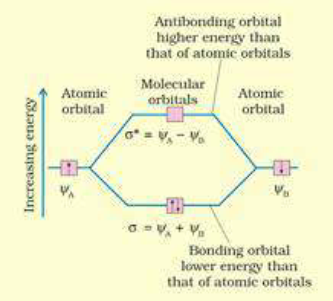 Antibonding orbital
higher energy than
that of atomic orbitals
Atomic
orbital
Molecular
orbitals
Atomic
orbital
Increasing energy
σ* = ψA − ψB
ψA
ψB
σ = ψA + ψB
Bonding orbital
lower energy than
that of atomic orbitals